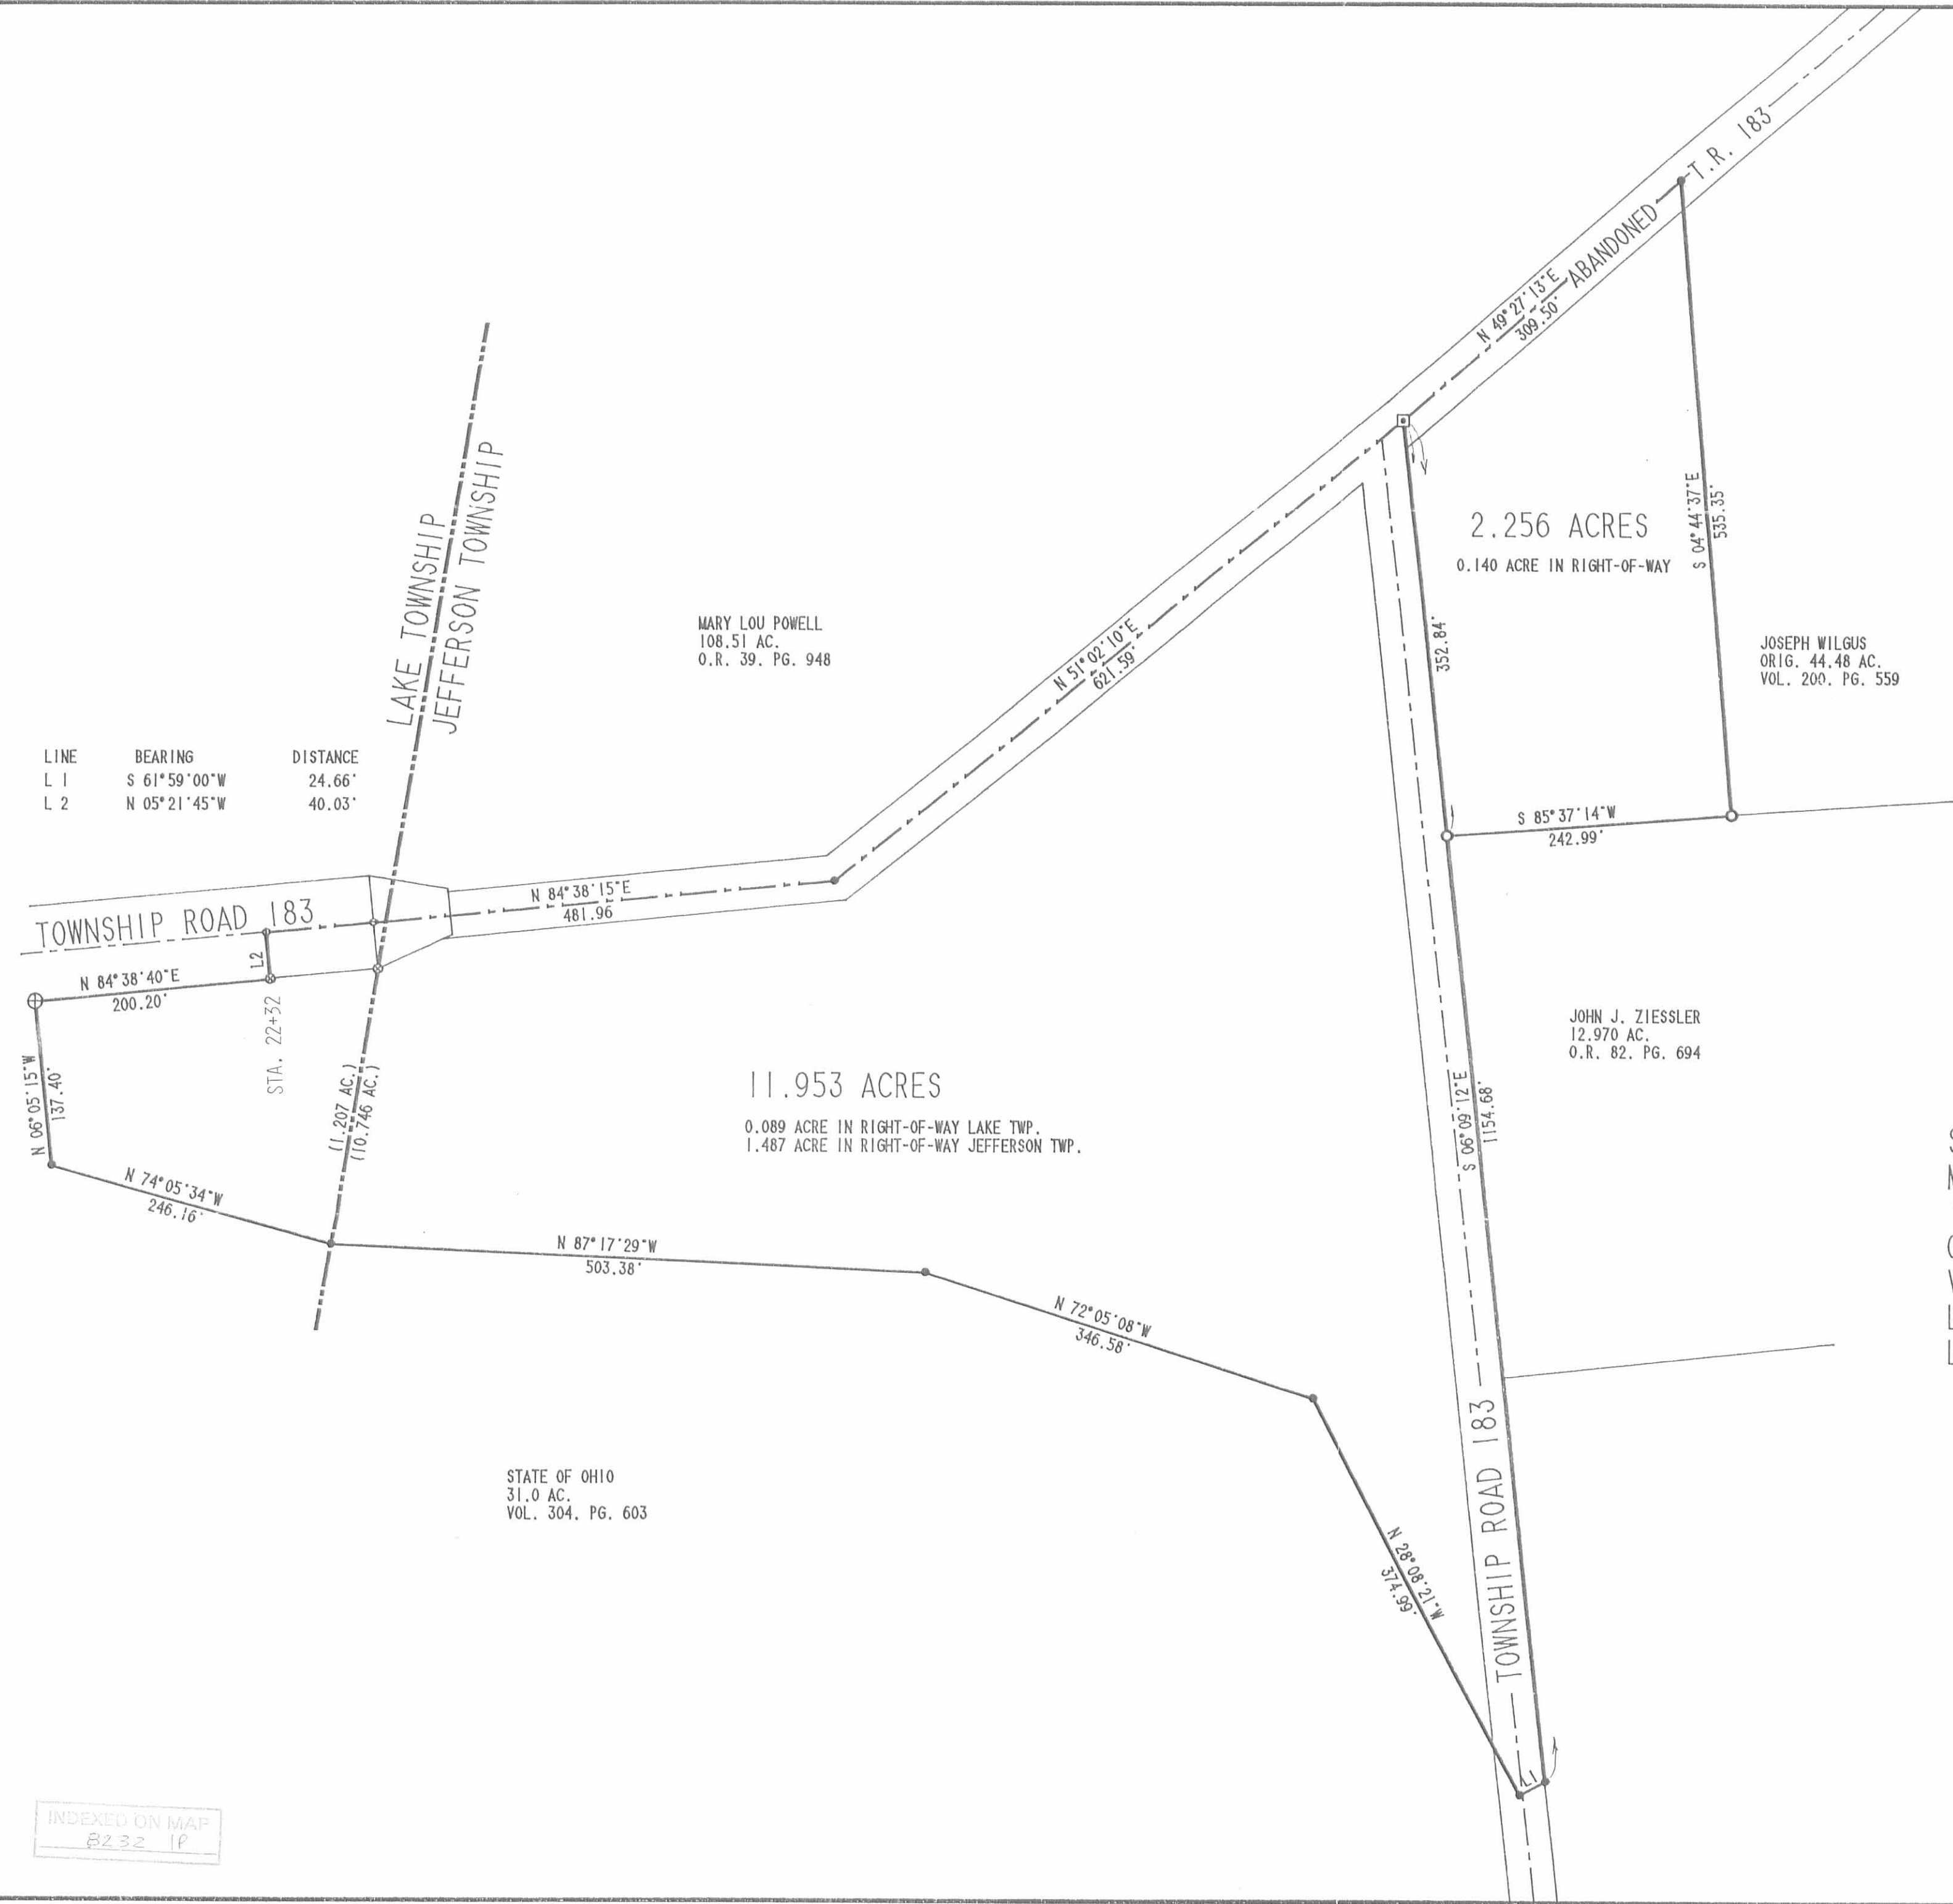 T.R. 183
ABANDONED
N 49°27'13"E
309.50'
2.256 ACRES
0.140 ACRE IN RIGHT-OF-WAY
S 04°44'37"E
535.35'
LAKE TOWNSHIP
JEFFERSON TOWNSHIP
MARY LOU POWELL
108.51 AC.
O.R. 39. PG. 948
N 51°02'10"E
621.59'
352.84'
JOSEPH WILGUS
ORIG. 44.48 AC.
VOL. 200. PG. 559
LINE BEARING DISTANCE
L 1 S 61°59'00"W 24.66'
L 2 N 05°21'45"W 40.03'
S 85°37'14"W
242.99'
TOWNSHIP ROAD 183
N 84°38'15"E
481.96
L2
N 84°38'40"E
200.20'
STA. 22+32
N 06°05'15"W
137.40'
(1.207 AC.)
(10.746 AC.)
11.953 ACRES
0.089 ACRE IN RIGHT-OF-WAY LAKE TWP.
1.487 ACRE IN RIGHT-OF-WAY JEFFERSON TWP.
JOHN J. ZIESSLER
12.970 AC.
O.R. 82. PG. 694
S 06°09'12"E
1154.68'
N 74°05'34"W
246.16'
N 87°17'29"W
503.38'
N 72°05'08"W
346.58'
STATE OF OHIO
31.0 AC.
VOL. 304. PG. 603
N 28°08'21"W
374.99'
TOWNSHIP ROAD 183
L1
INDEXED ON MAP
8232 IP